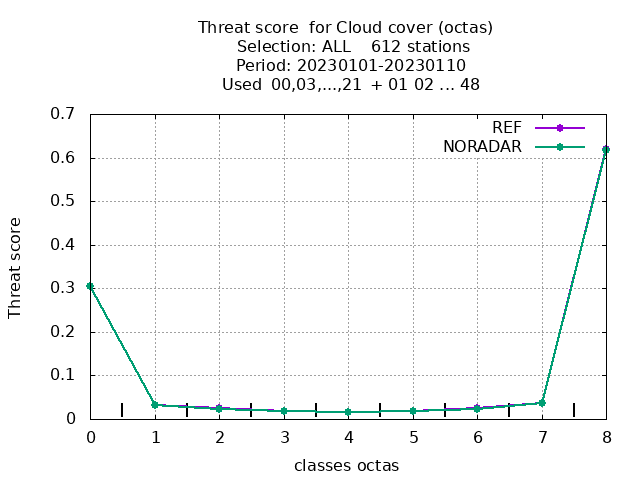 Threat score  for Cloud cover (octas)
Selection: ALL    612 stations
Period: 20230101-20230110
Used  00,03,...,21  + 01 02 ... 48
0.7
0.6
0.5
0.4
0.3
0.2
0.1
0
Threat score
REF
NORADAR
0 1 2 3 4 5 6 7 8
classes octas